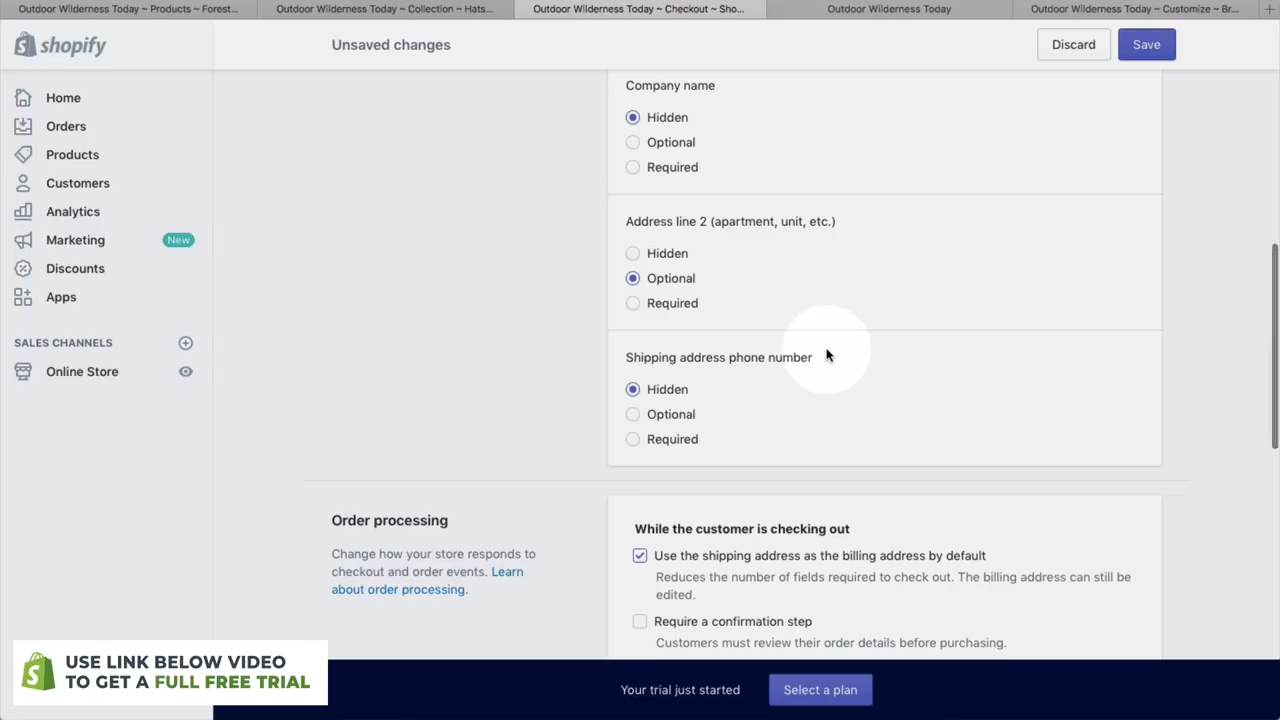 Outdoor Wilderness Today ~ Products ~ Forest...
Outdoor Wilderness Today ~ Collection ~ Hats...
Outdoor Wilderness Today ~ Checkout ~ Sho...
Outdoor Wilderness Today
Outdoor Wilderness Today ~ Customize ~ Br...
shopify
Unsaved changes
Discard
Save
Home
Orders
Products
Customers
Analytics
Marketing
New
Discounts
Apps
SALES CHANNELS
Online Store
Company name
Hidden
Optional
Required
Address line 2 (apartment, unit, etc.)
Hidden
Optional
Required
Shipping address phone number
Hidden
Optional
Required
Order processing
Change how your store responds to
checkout and order events. Learn
about order processing.
While the customer is checking out
Use the shipping address as the billing address by default
Reduces the number of fields required to check out. The billing address can still be
edited.
Require a confirmation step
Customers must review their order details before purchasing.
USE LINK BELOW VIDEO
TO GET A FULL FREE TRIAL
Your trial just started
Select a plan